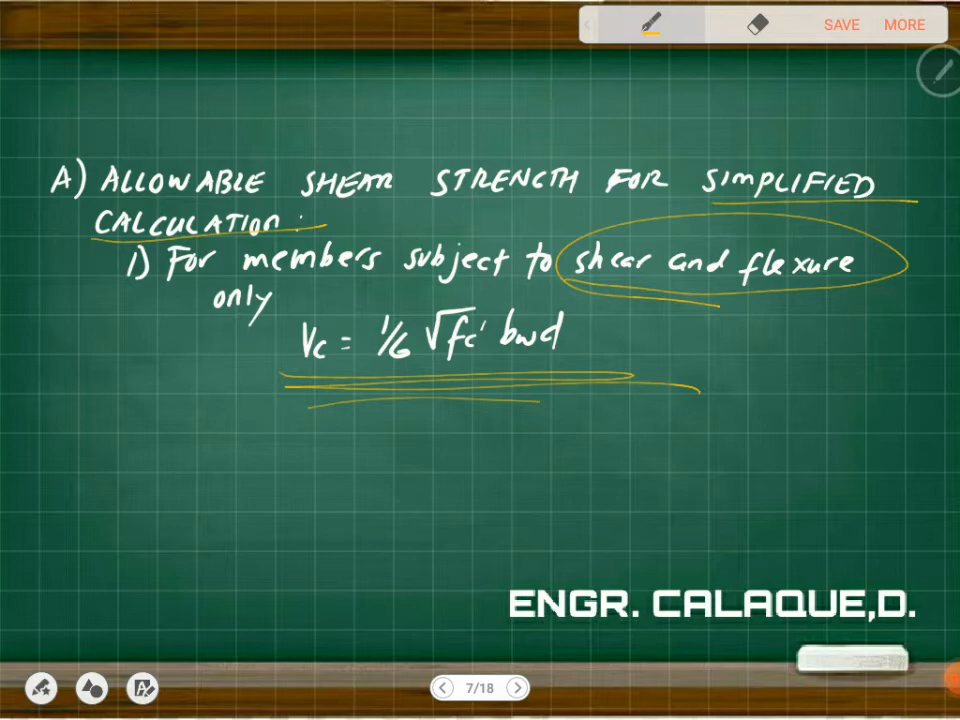 SAVE MORE
A) ALLOWABLE SHEAR STRENGTH FOR SIMPLIFIED
CALCULATION:
1) For members subject to shear and flexure
only
Vc = 1/6 √fc' bwd
ENGR. CALAQUE,D.
7/18